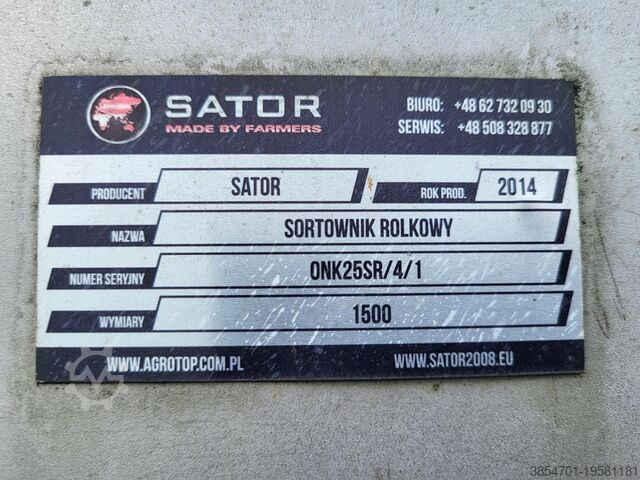 SATOR
MADE BY FARMERS
BIURO: +48 62 732 09 30
SERWIS: +48 508 328 877
PRODUCENT SATOR ROK PROD. 2014
NAZWA SORTOWNIK ROLKOWY
NUMER SERYJNY ONK25SR/4/1
WYMIARY 1500
WWW.AGROTOP.COM.PL WWW.SATOR2008.EU
3854701-19581181